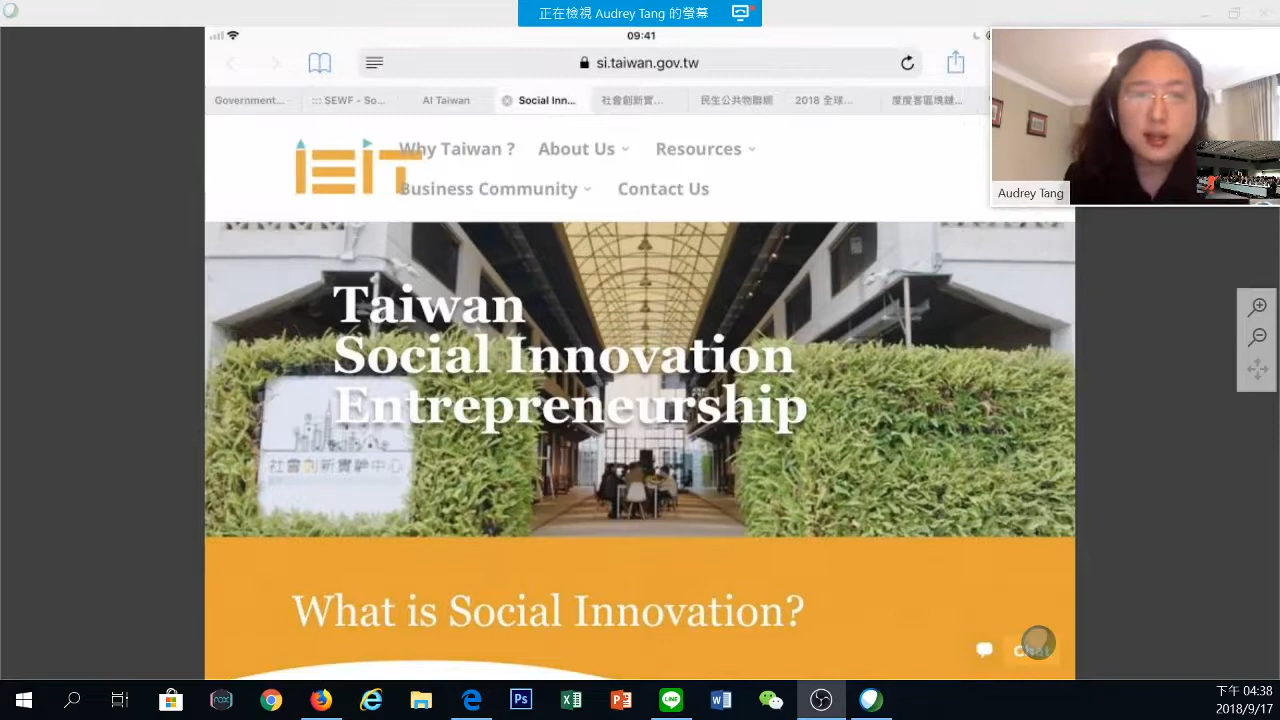 正在檢視 Audrey Tang 的螢幕
09:41
si.taiwan.gov.tw
Government...
::: SEWF - So...
AI Taiwan
Social Inn...
社會創新實...
民生公共物聯網
2018 全球...
IEIT
Why Taiwan ?
About Us
Resources
Business Community
Contact Us
Audrey Tang
Taiwan
Social Innovation
Entrepreneurship
社會創新實驗中心
What is Social Innovation?
Chat
下午 04:38
2018/9/17